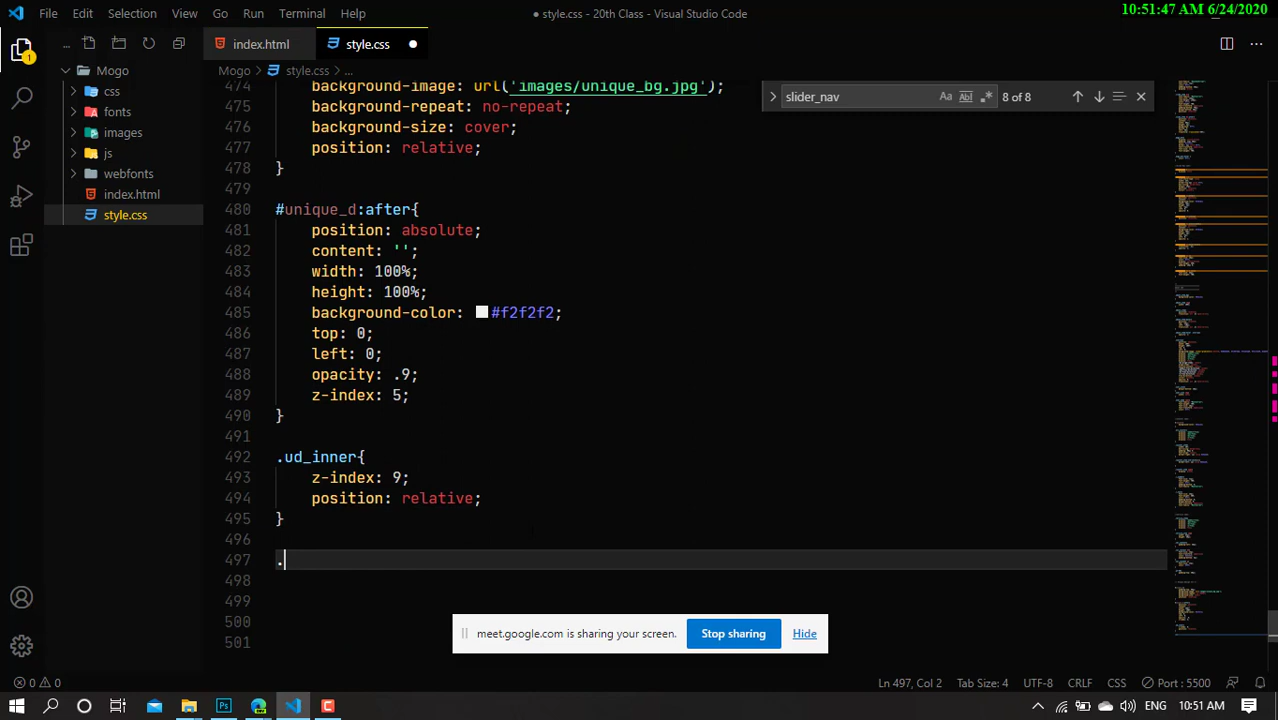 File Edit Selection View Go Run Terminal Help
● style.css - 20th Class - Visual Studio Code
10:51:47 AM 6/24/2020
1
...
index.html
style.css
Mogo
css
fonts
images
js
webfonts
index.html
style.css
Mogo > style.css > ...
slider_nav
Aa Abl .* 8 of 8
474 background-image: url('images/unique_bg.jpg');
475 background-repeat: no-repeat;
476 background-size: cover;
477 position: relative;
478 }
479
480 #unique_d:after{
481 position: absolute;
482 content: '';
483 width: 100%;
484 height: 100%;
485 background-color: #f2f2f2;
486 top: 0;
487 left: 0;
488 opacity: .9;
489 z-index: 5;
490 }
491
492 .ud_inner{
493 z-index: 9;
494 position: relative;
495 }
496
497 .
498
499
500
501
meet.google.com is sharing your screen. Stop sharing Hide
0 0 Ln 497, Col 2 Tab Size: 4 UTF-8 CRLF CSS Port : 5500
Ps C ENG 10:51 AM